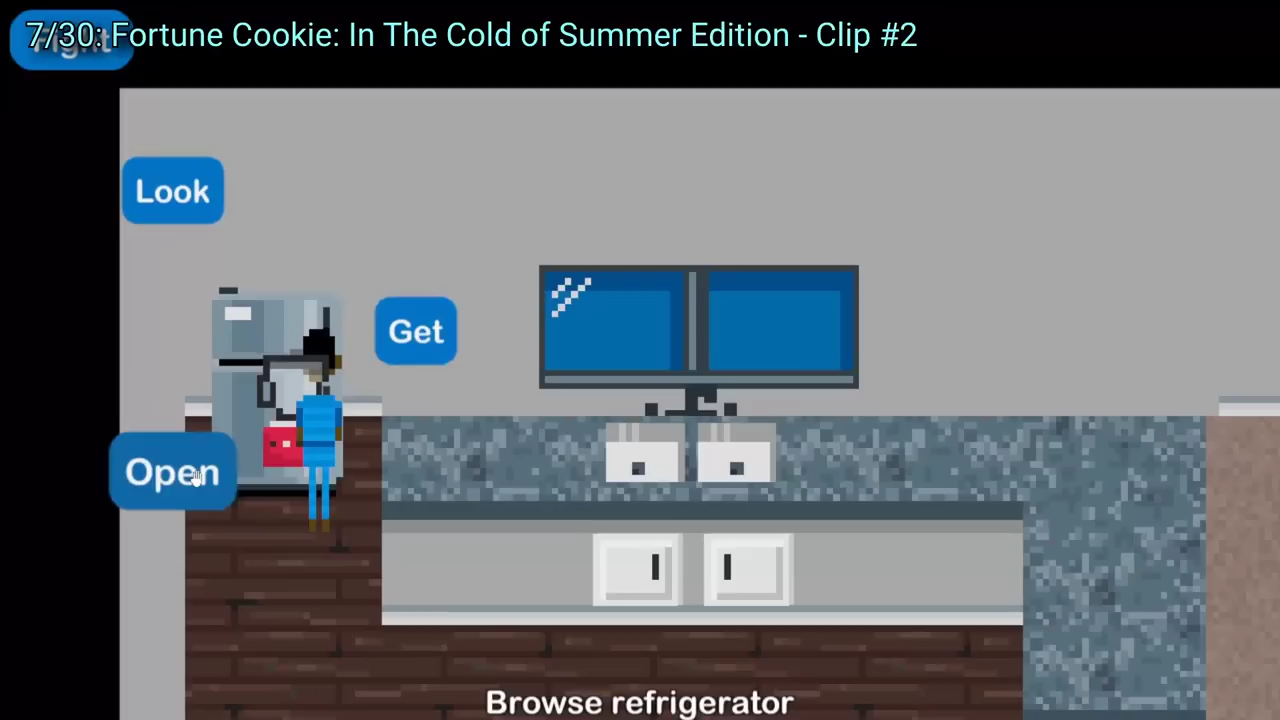 7/30: Fortune Cookie: In The Cold of Summer Edition - Clip #2
Look
Get
Open
Browse refrigerator